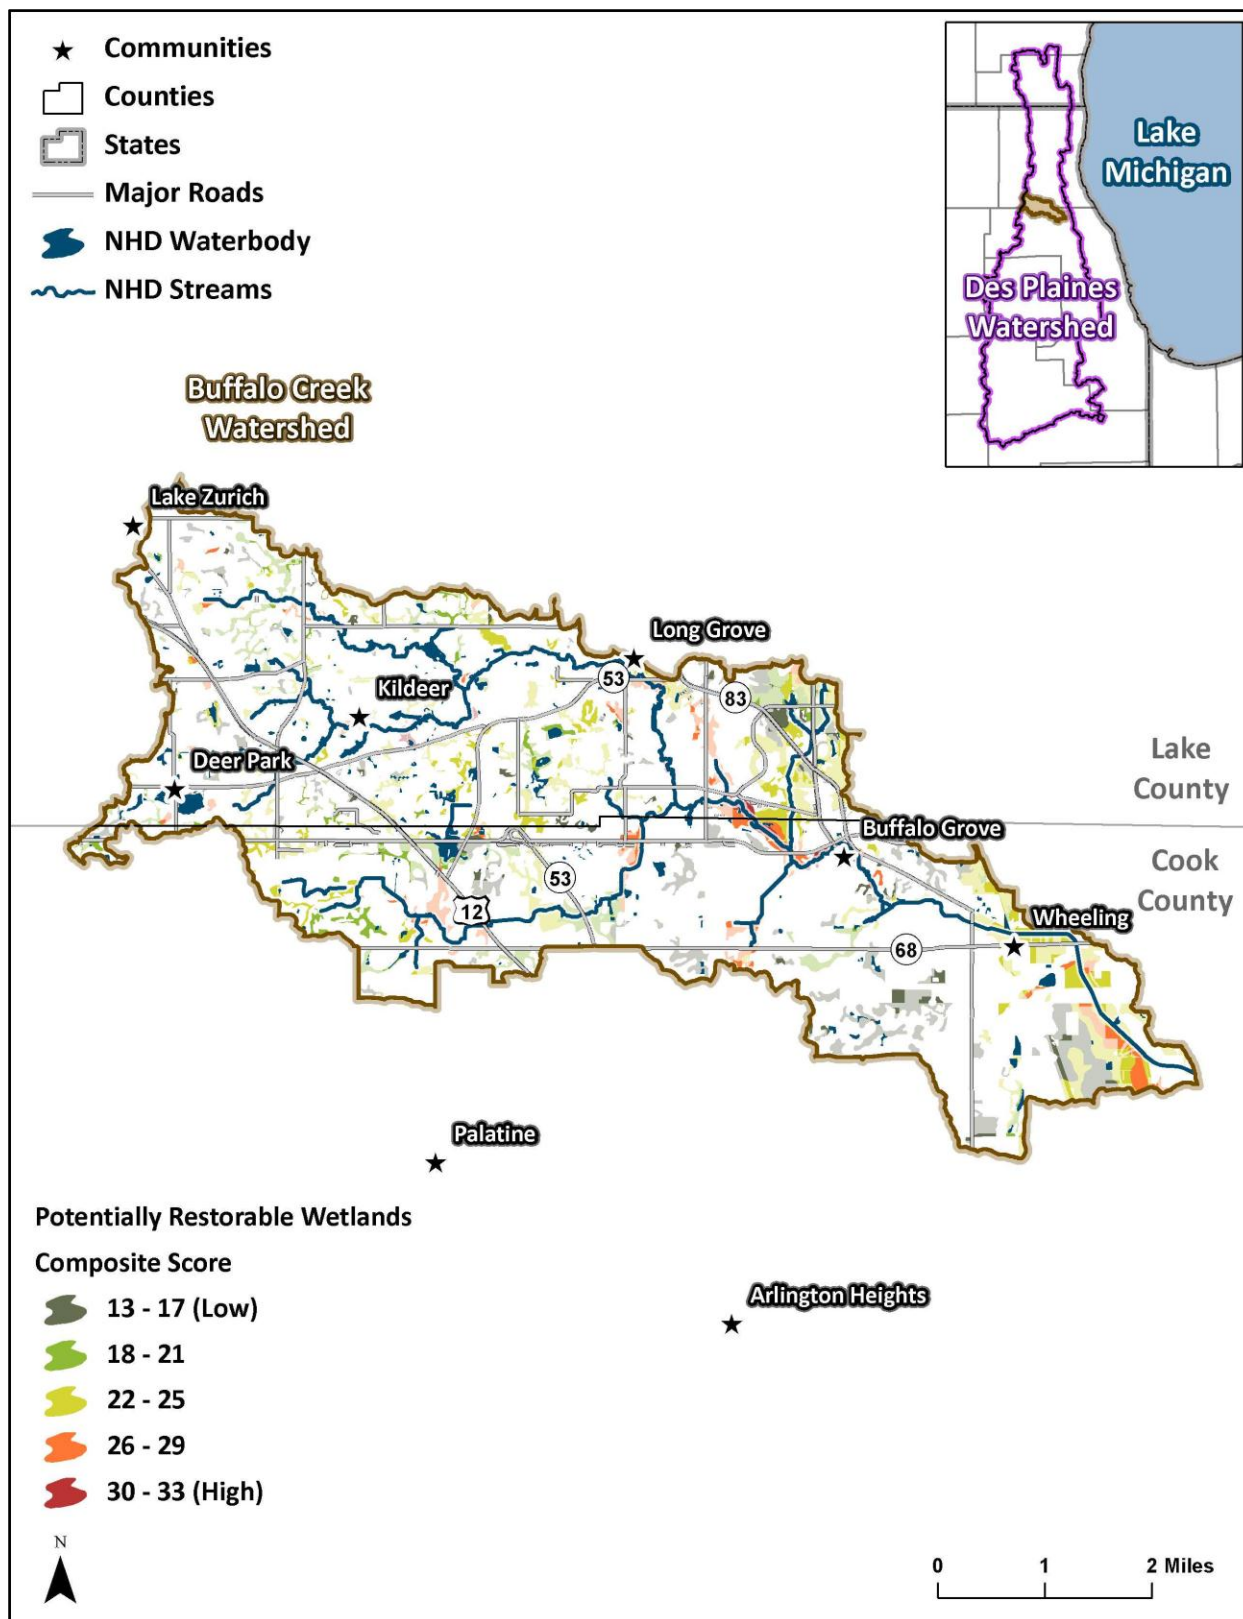 Communities
Counties
States
Major Roads
NHD Waterbody
NHD Streams
Lake
Michigan
Des Plaines
Watershed
Buffalo Creek
Watershed
Lake Zurich
Long Grove
53
83
Kildeer
Deer Park
Lake
County
Buffalo Grove
Cook
County
53
12
Wheeling
68
Palatine
Arlington Heights
Potentially Restorable Wetlands
Composite Score
13 - 17 (Low)
18 - 21
22 - 25
26 - 29
30 - 33 (High)
N
0 1 2 Miles